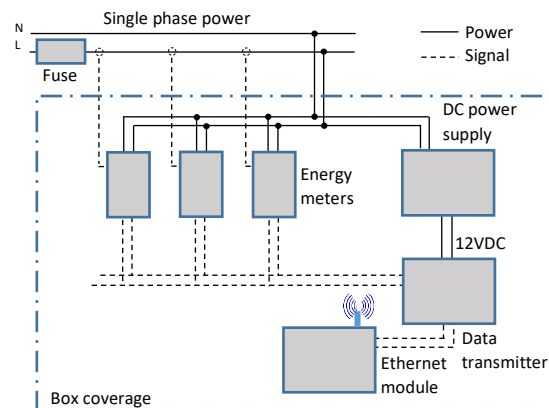 Single phase power
N
L
Fuse
Power
Signal
DC power
supply
Energy
meters
12VDC
Data
transmitter
Ethernet
module
Box coverage